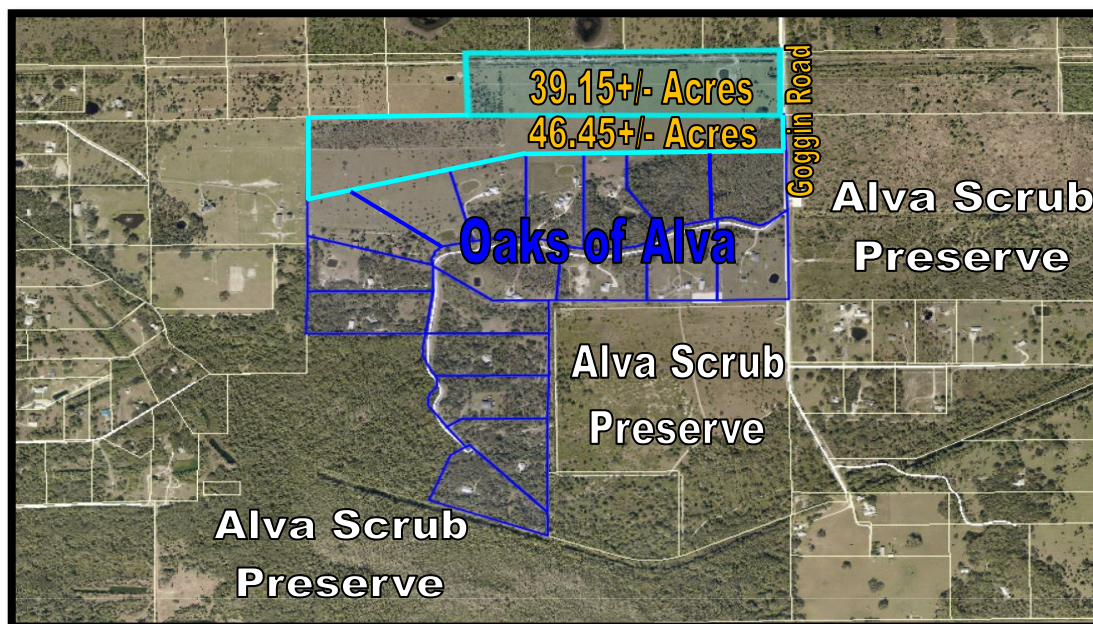 39.15+/- Acres
46.45+/- Acres
Goggin Road
Alva Scrub
Preserve
Oaks of Alva
Alva Scrub
Preserve
Alva Scrub
Preserve